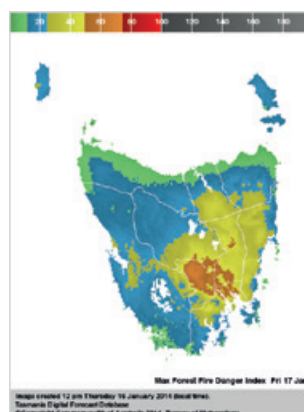 20 40 60 80 100 120 140 160 180
Max Forest Fire Danger Index: Fri 17 Jan
Image created 12 pm Thursday 16 January 2014 (local time).
Tasmania Digital Forecast Database